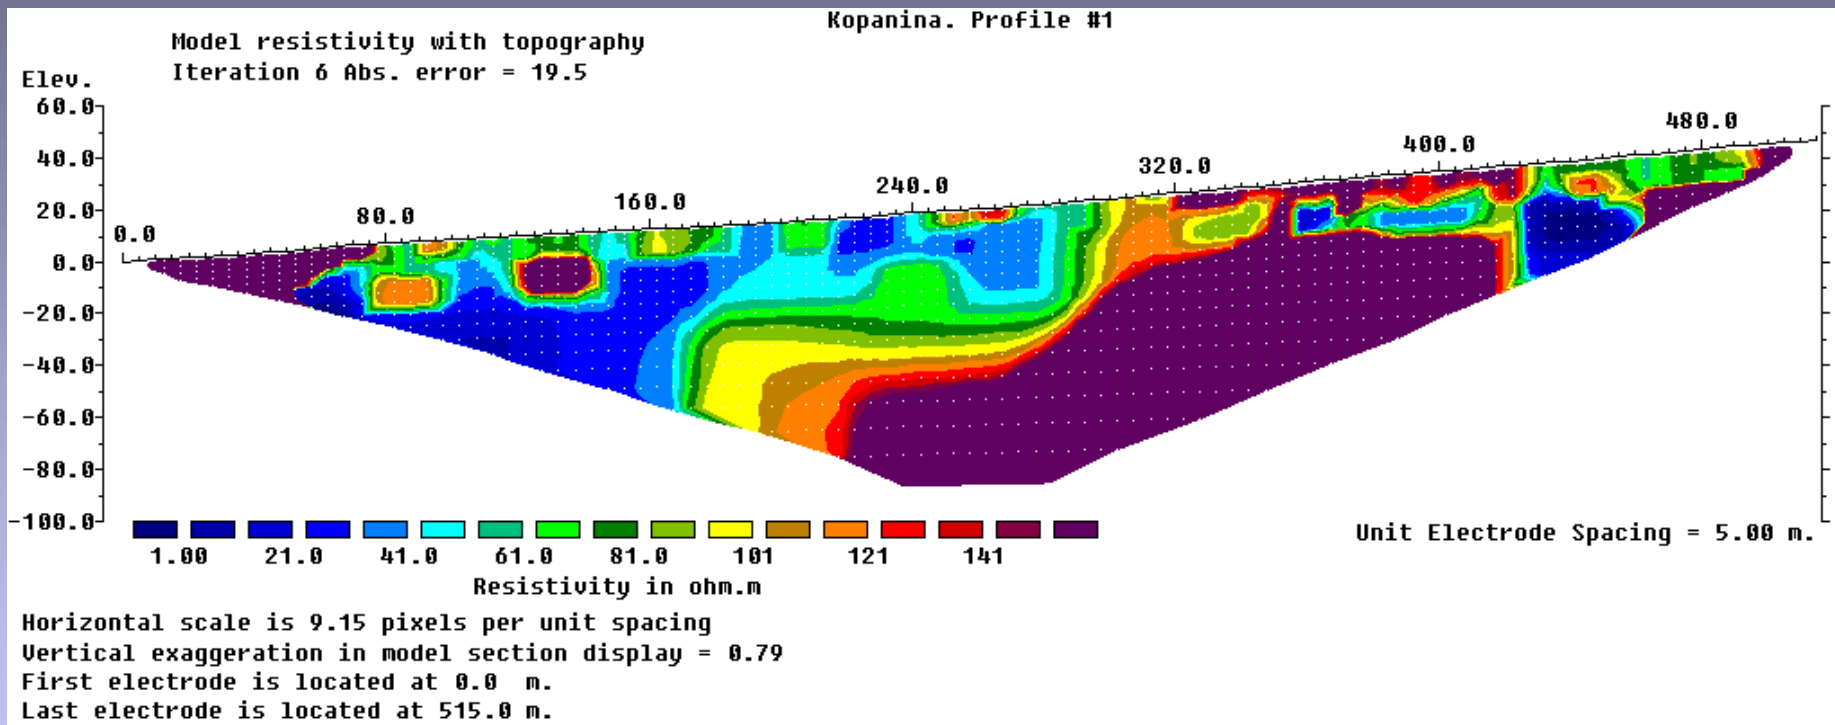 Kopanina. Profile #1
Model resistivity with topography
Iteration 6 Abs. error = 19.5
Elev.
60.0
40.0
20.0
0.0
-20.0
-40.0
-60.0
-80.0
-100.0
0.0
80.0
160.0
240.0
320.0
400.0
480.0
1.00 21.0 41.0 61.0 81.0 101 121 141
Resistivity in ohm.m
Unit Electrode Spacing = 5.00 m.
Horizontal scale is 9.15 pixels per unit spacing
Vertical exaggeration in model section display = 0.79
First electrode is located at 0.0 m.
Last electrode is located at 515.0 m.